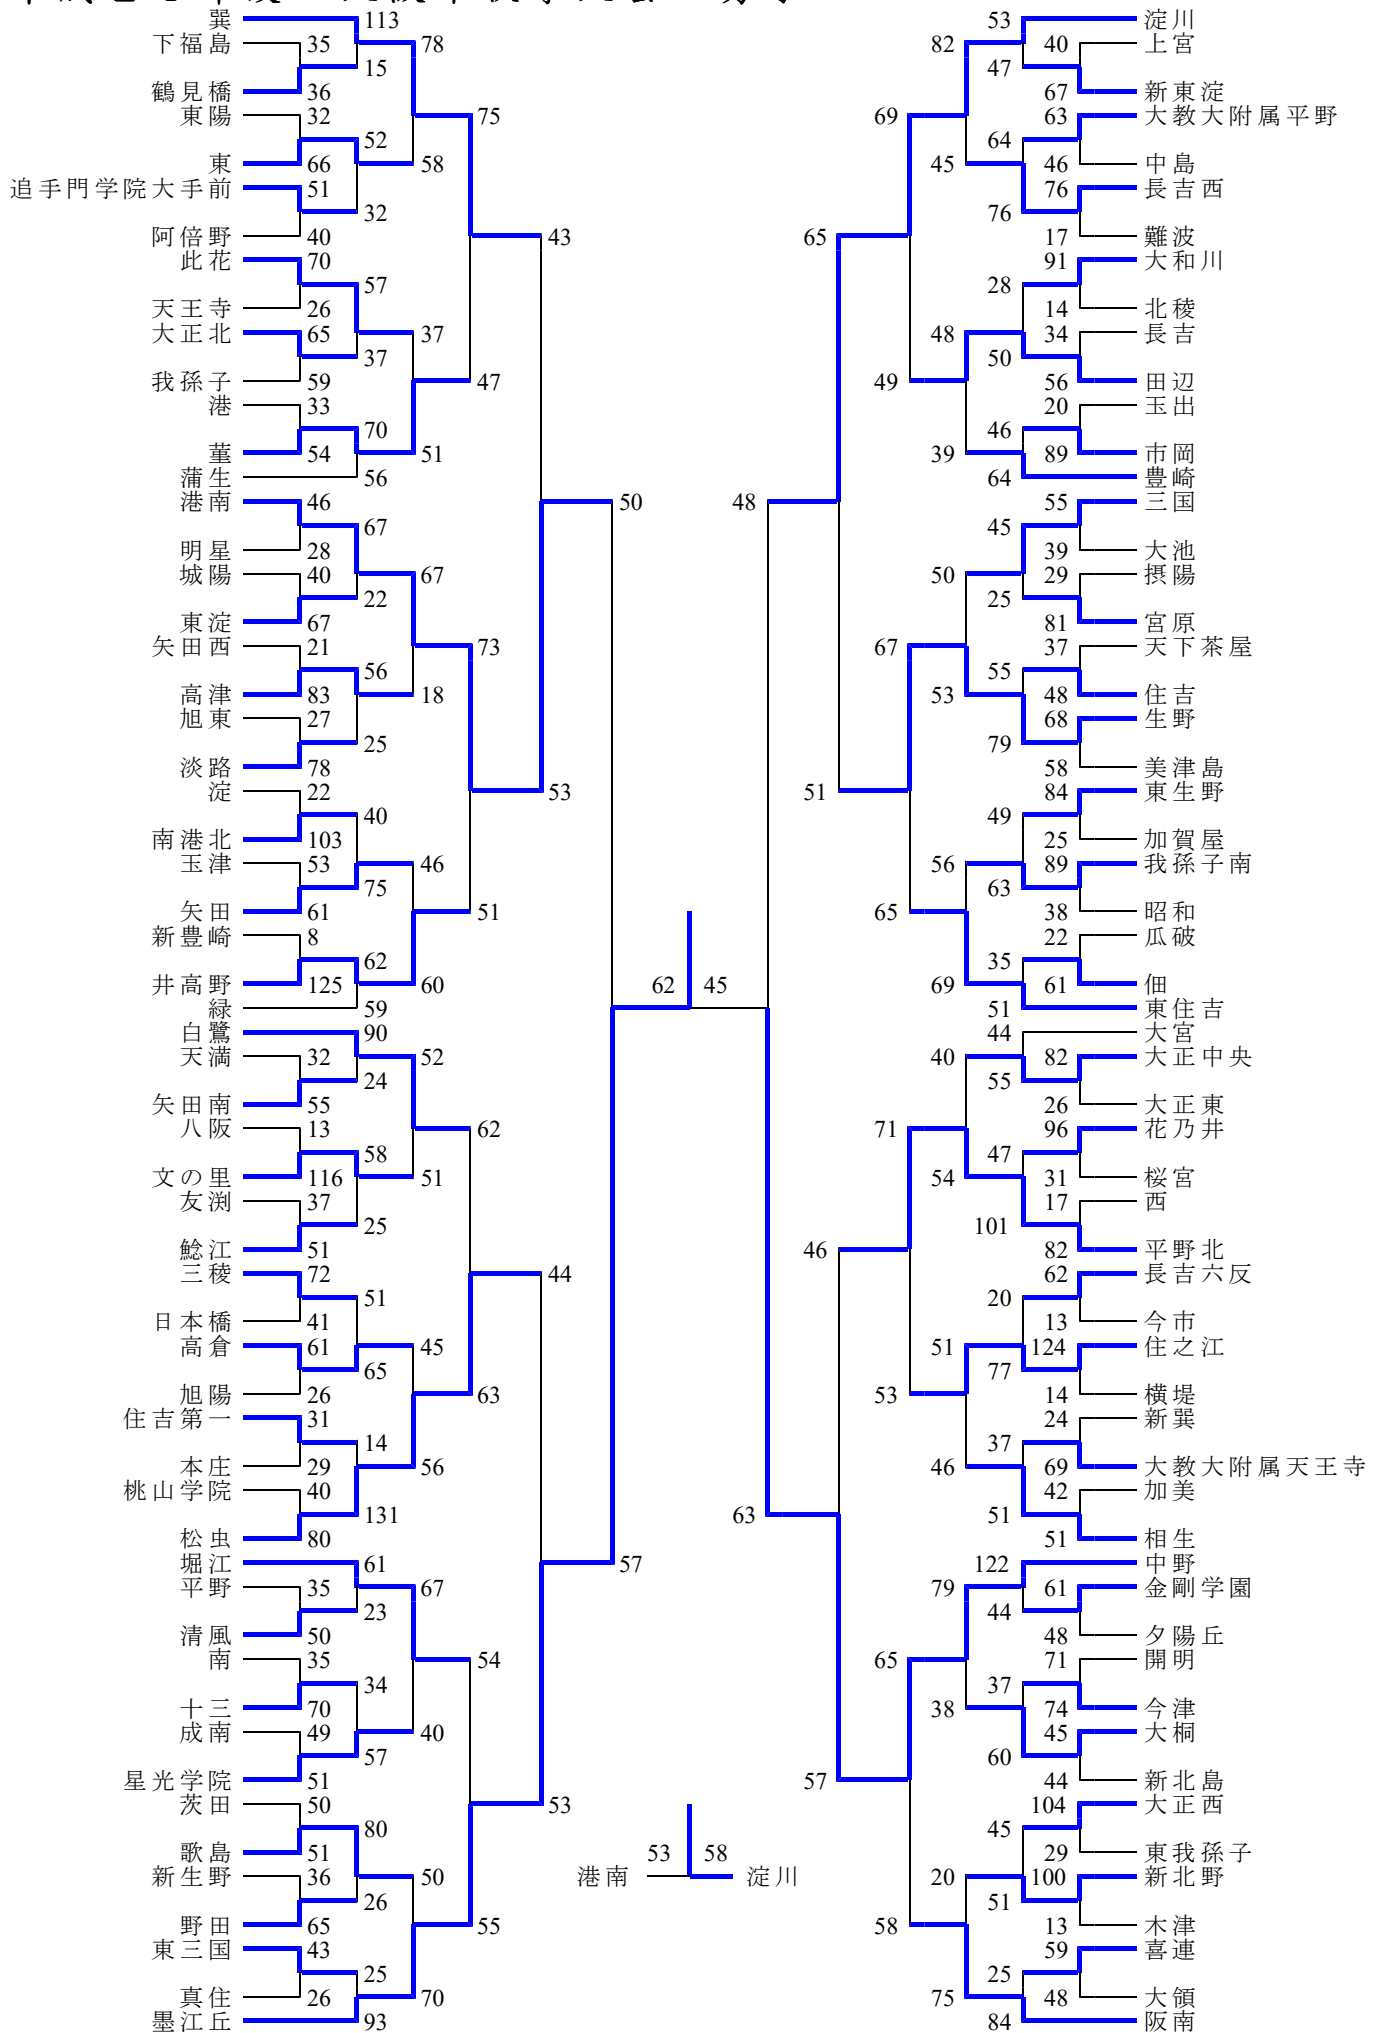 巽 113 53 淀川
下福島 35 78 82 40 上宮
15 47
鶴見橋 36 67 新東淀
東陽 32 75 69 63 大教大附属平野
52 64
東 66 58 45 46 中島
追手門学院大手前 51 76 長吉西
32 76
阿倍野 40 43 65 17 難波
此花 70 91 大和川
57 28
天王寺 26 14 北稜
大正北 65 37 48 34 長吉
37 50
我孫子 59 47 49 56 田辺
港 33 20 玉出
70 46
菫 54 51 39 89 市岡
蒲生 56 64 豊崎
港南 46 50 48 55 三国
67 45
明星 28 39 大池
城陽 40 67 50 29 摂陽
22 25
東淀 67 81 宮原
矢田西 21 73 67 37 天下茶屋
56 55
高津 83 18 53 48 住吉
旭東 27 68 生野
25 79
淡路 78 58 美津島
淀 22 53 51 84 東生野
40 49
南港北 103 25 加賀屋
玉津 53 46 56 89 我孫子南
75 63
矢田 61 51 65 38 昭和
新豊崎 8 22 瓜破
62 35
井高野 125 60 62 45 69 61 佃
緑 59 51 東住吉
白鷺 90 44 大宮
天満 32 52 40 82 大正中央
24 55
矢田南 55 26 大正東
八阪 13 62 71 96 花乃井
58 47
文の里 116 51 54 31 桜宮
友渕 37 17 西
25 101
鯰江 51 46 82 平野北
三稜 72 44 62 長吉六反
51 20
日本橋 41 13 今市
高倉 61 45 51 124 住之江
65 77
旭陽 26 63 53 14 横堤
住吉第一 31 24 新巽
14 37
本庄 29 56 46 69 大教大附属天王寺
桃山学院 40 42 加美
131 63 51
松虫 80 51 相生
堀江 61 57 122 中野
平野 35 67 79 61 金剛学園
23 44
清風 50 48 夕陽丘
南 35 54 65 71 開明
34 37
十三 70 38 74 今津
成南 49 40 45 大桐
57 60
星光学院 51 57 44 新北島
茨田 50 53 104 大正西
80 45
歌島 51 53 58 29 東我孫子
新生野 36 50 港南 淀川 20 100 新北野
26 51
野田 65 55 58 13 木津
東三国 43 59 喜連
25 25
真住 26 70 75 48 大領
墨江丘 93 84 阪南